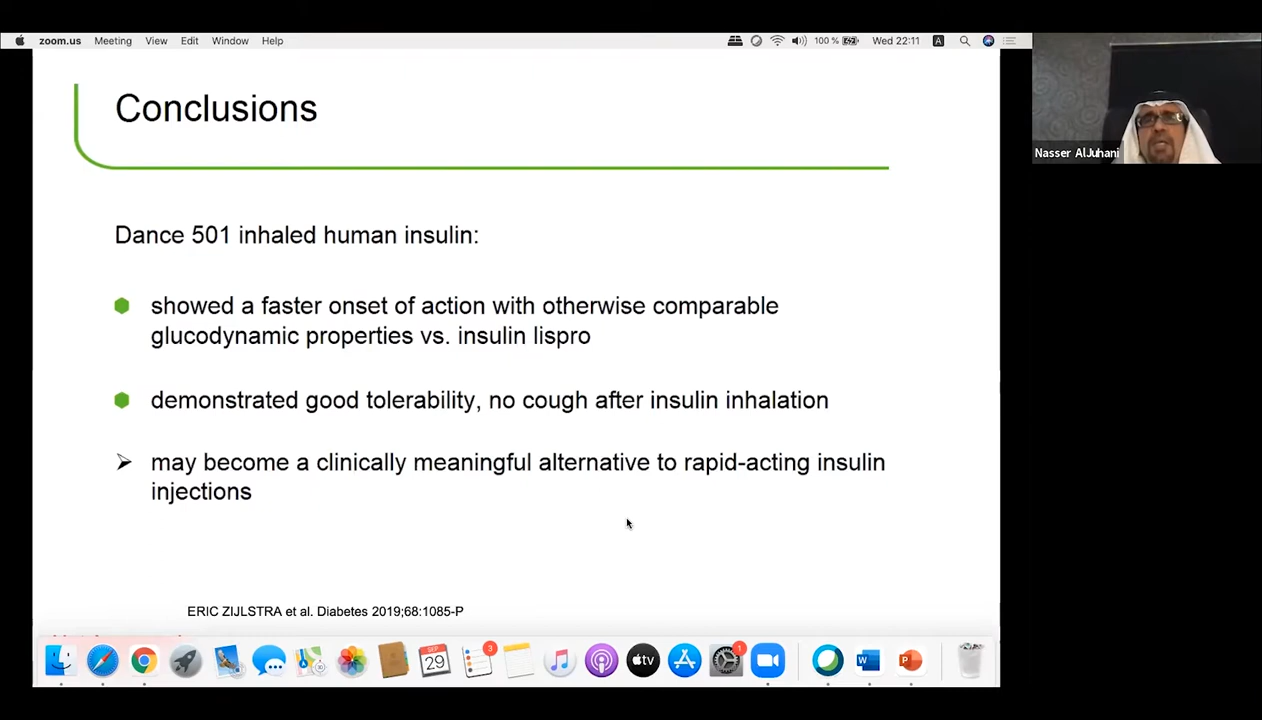 zoom.us Meeting View Edit Window Help 100 % Wed 22:11 A
Conclusions
Dance 501 inhaled human insulin:
showed a faster onset of action with otherwise comparable
glucodynamic properties vs. insulin lispro
demonstrated good tolerability, no cough after insulin inhalation
may become a clinically meaningful alternative to rapid-acting insulin
injections
ERIC ZIJLSTRA et al. Diabetes 2019;68:1085-P
SEP
29
3
tv
1
W
P
Nasser AlJuhani